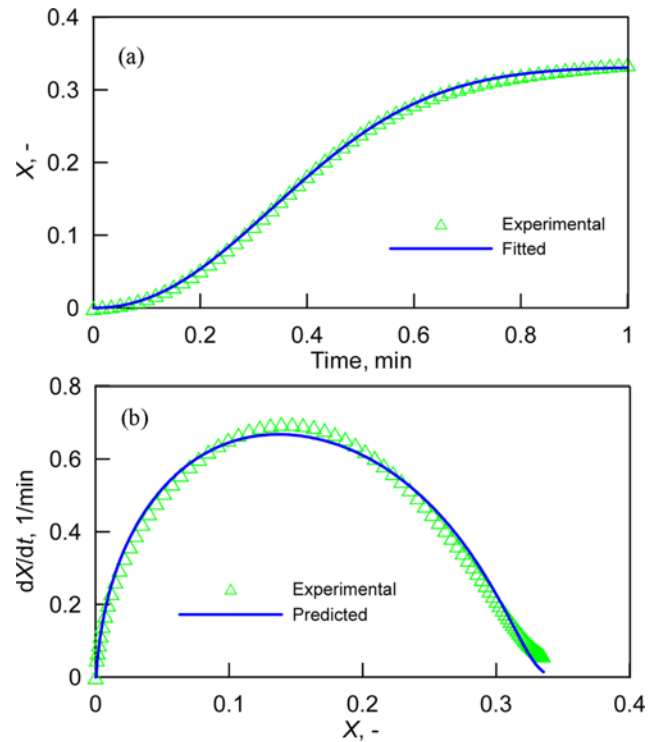 0.4
(a)
0.3
X, -
0.2
0.1
Experimental
Fitted
0
0 0.2 0.4 0.6 0.8 1
Time, min
0.8
(b)
0.6
dX/dt, 1/min
0.4
0.2
Experimental
Predicted
0
0 0.1 0.2 0.3 0.4
X, -